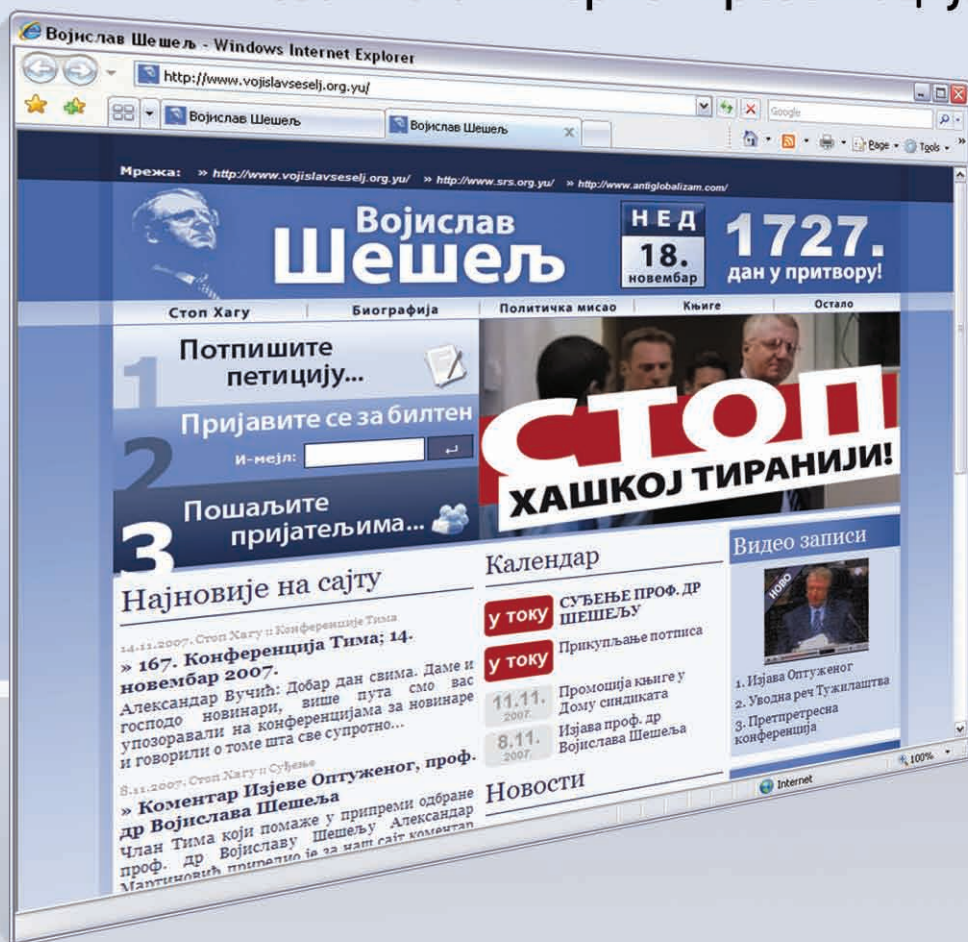 Војислав Шешељ - Windows Internet Explorer
http://www.vojislavseselj.org.yu/
Google
Војислав Шешељ
Војислав Шешељ
Page
Tools
Мрежа: » http://www.vojislavseselj.org.yu/ » http://www.srs.org.yu/ » http://www.antiglobalizam.com/
Војислав
Шешељ
НЕД
18.
новембар
1727.
дан у притвору!
Стоп Хагу
Биографија
Политичка мисао
Књиге
Остало
1
Потпишите
петицију...
2
Пријавите се за билтен
И-мејл:
3
Пошаљите
пријатељима...
СТОП
ХАШКОЈ ТИРАНИЈИ!
Најновије на сајту
14.11.2007. Стоп Хагу :: Конференције Тима
» 167. Конференција Тима; 14.
новембар 2007.
Александар Вучић: Добар дан свима. Даме и
господо новинари, више пута смо вас
упозоравали на конференцијама за новинаре
и говорили о томе шта све супротно...
8.11.2007. Стоп Хагу :: Суђење
» Коментар Изјеве Оптуженог, проф.
др Војислава Шешеља
Члан Тима који помаже у припреми одбране
проф. др Војиславу Шешељу Александар
Мартиновић приредио је за наш сајт коментар
Календар
у току
СУЂЕЊЕ ПРОФ. ДР
ШЕШЕЉУ
у току
Прикупљање потписа
11.11.
2007.
Промоција књиге у
Дому синдиката
8.11.
2007.
Изјава проф. др
Војислава Шешеља
Новости
Видео записи
НОВО
1. Изјава Оптуженог
2. Уводна реч Тужилаштва
3. Претпретресна
конференција
Internet
100%